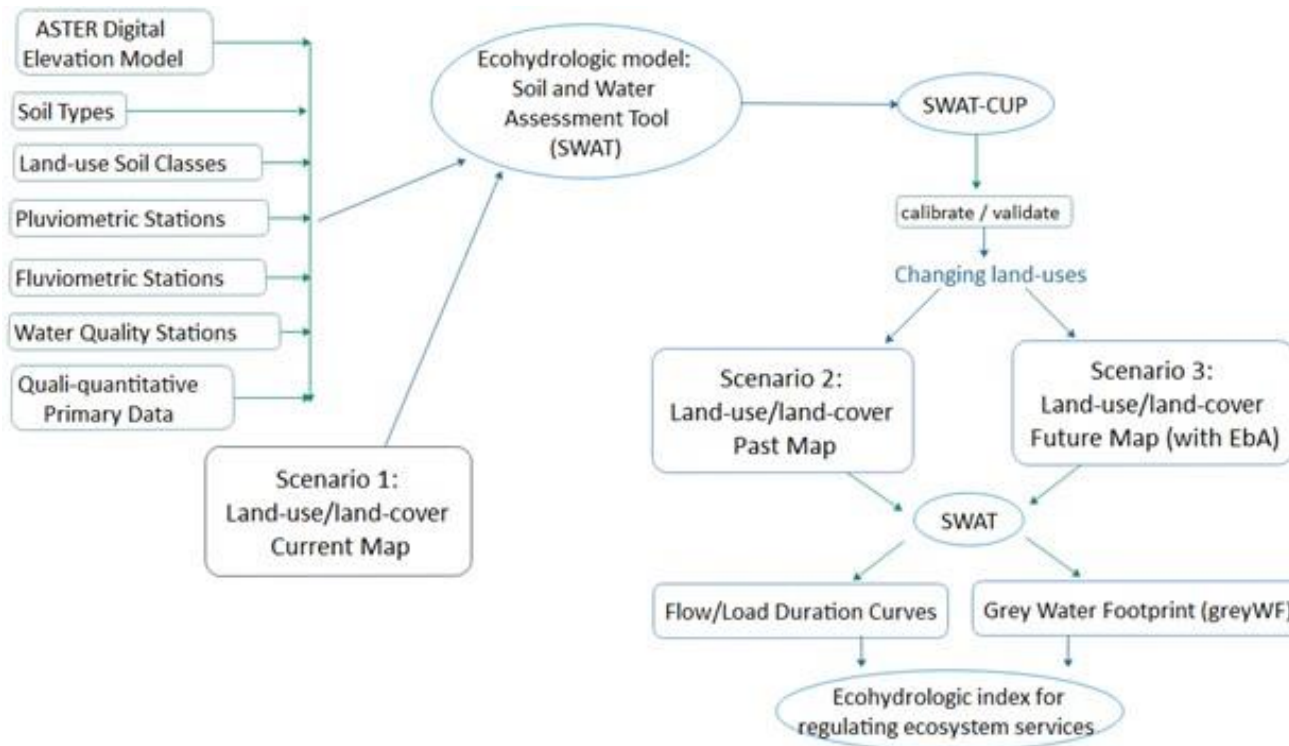 ASTER Digital
Elevation Model
Soil Types
Land-use Soil Classes
Pluviometric Stations
Fluviometric Stations
Water Quality Stations
Quali-quantitative
Primary Data
Scenario 1:
Land-use/land-cover
Current Map
Ecohydrologic model:
Soil and Water
Assessment Tool
(SWAT)
SWAT-CUP
calibrate / validate
Changing land-uses
Scenario 2:
Land-use/land-cover
Past Map
Scenario 3:
Land-use/land-cover
Future Map (with EbA)
SWAT
Flow/Load Duration Curves
Grey Water Footprint (greyWF)
Ecohydrologic index for
regulating ecosystem services